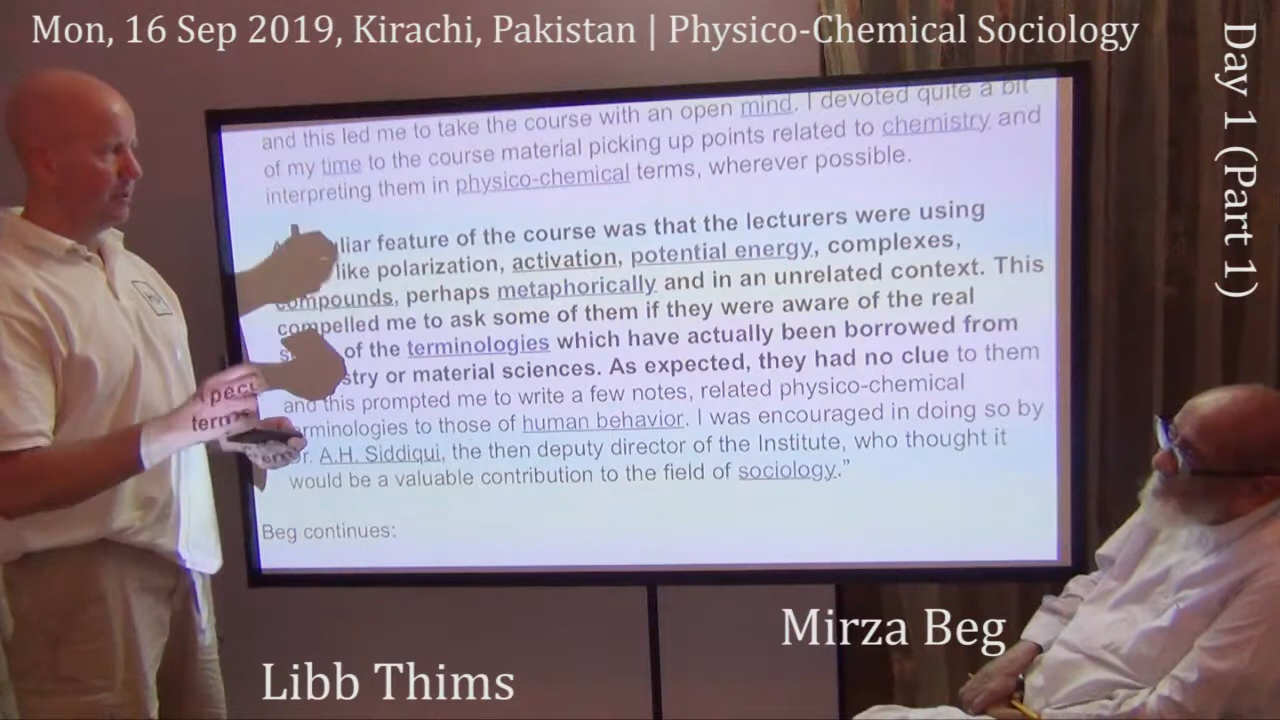 Mon, 16 Sep 2019, Kirachi, Pakistan | Physico-Chemical Sociology
Day 1 (Part 1)
and this led me to take the course with an open mind. I devoted quite a bit
of my time to the course material picking up points related to chemistry and
interpreting them in physico-chemical terms, wherever possible.
feature of the course was that the lecturers were using
like polarization, activation, potential energy, complexes,
compounds, perhaps metaphorically and in an unrelated context. This
compelled me to ask some of them if they were aware of the real
of the terminologies which have actually been borrowed from
or material sciences. As expected, they had no clue to them
and this prompted me to write a few notes, related physico-chemical
to those of human behavior. I was encouraged in doing so by
A.H. Siddiqui, the then deputy director of the Institute, who thought it
would be a valuable contribution to the field of sociology.”
Beg continues:
Mirza Beg
Libb Thims